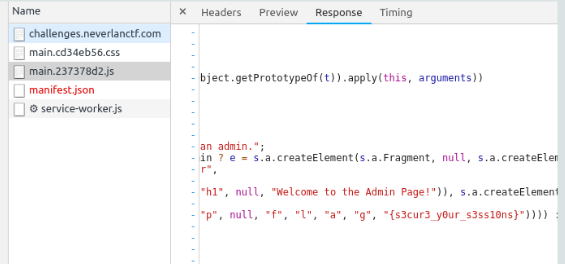 Name
× Headers Preview Response Timing
challenges.neverlanctf.com
main.cd34eb56.css
main.237378d2.js
manifest.json
service-worker.js
-
-
-
-
- bject.getPrototypeOf(t)).apply(this, arguments))
-
-
-
-
-
- an admin.";
- in ? e = s.a.createElement(s.a.Fragment, null, s.a.createElem
- r",
-
- "h1", null, "Welcome to the Admin Page!")), s.a.createElement
-
- "p", null, "f", "l", "a", "g", "{s3cur3_y0ur_s3ss10ns}")))) :
-
-
-
-